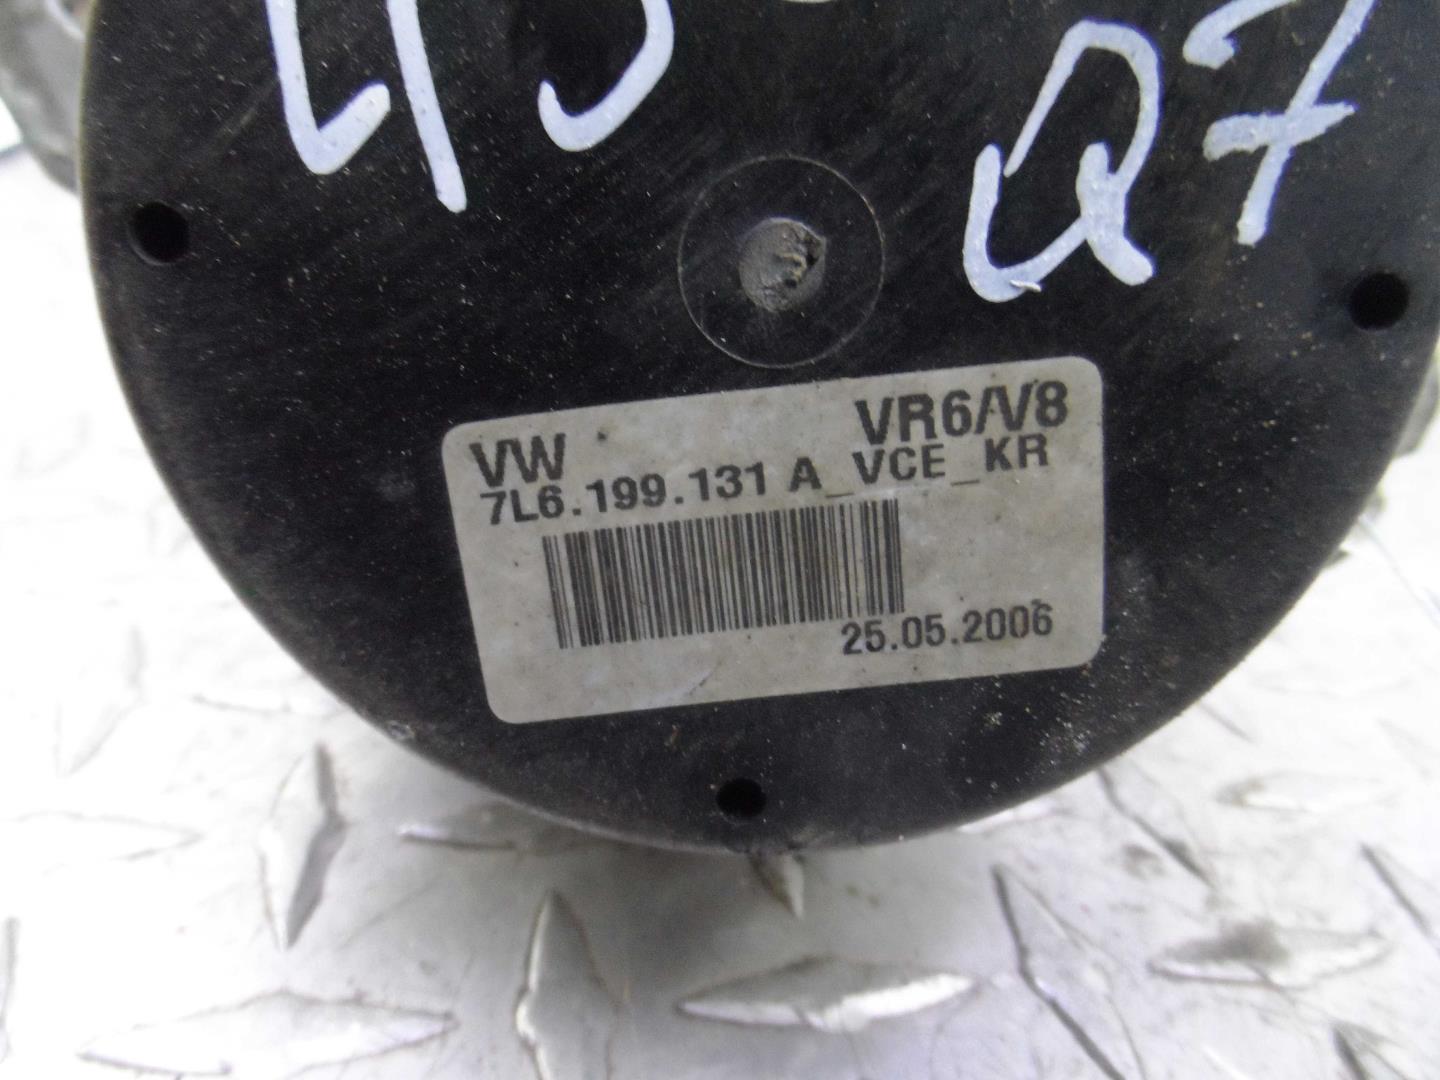 Q7
VW VR6/V8
7L6.199.131 A_VCE_KR
25.05.2006